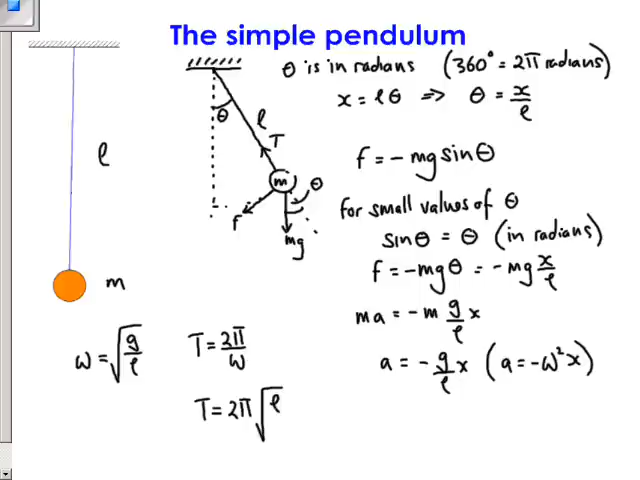 The simple pendulum
θ is in radians (360° = 2π radians)
x = lθ ⇒ θ = x/l
θ
l
T
m
θ
f
mg
l
m
f = - mg sinθ
for small values of θ
sinθ = θ (in radians)
f = -mgθ = -mg x/l
ma = -m g/l x
a = - g/l x (a = -ω²x)
ω = √(g/l)
T = 2π/ω
T = 2π√l